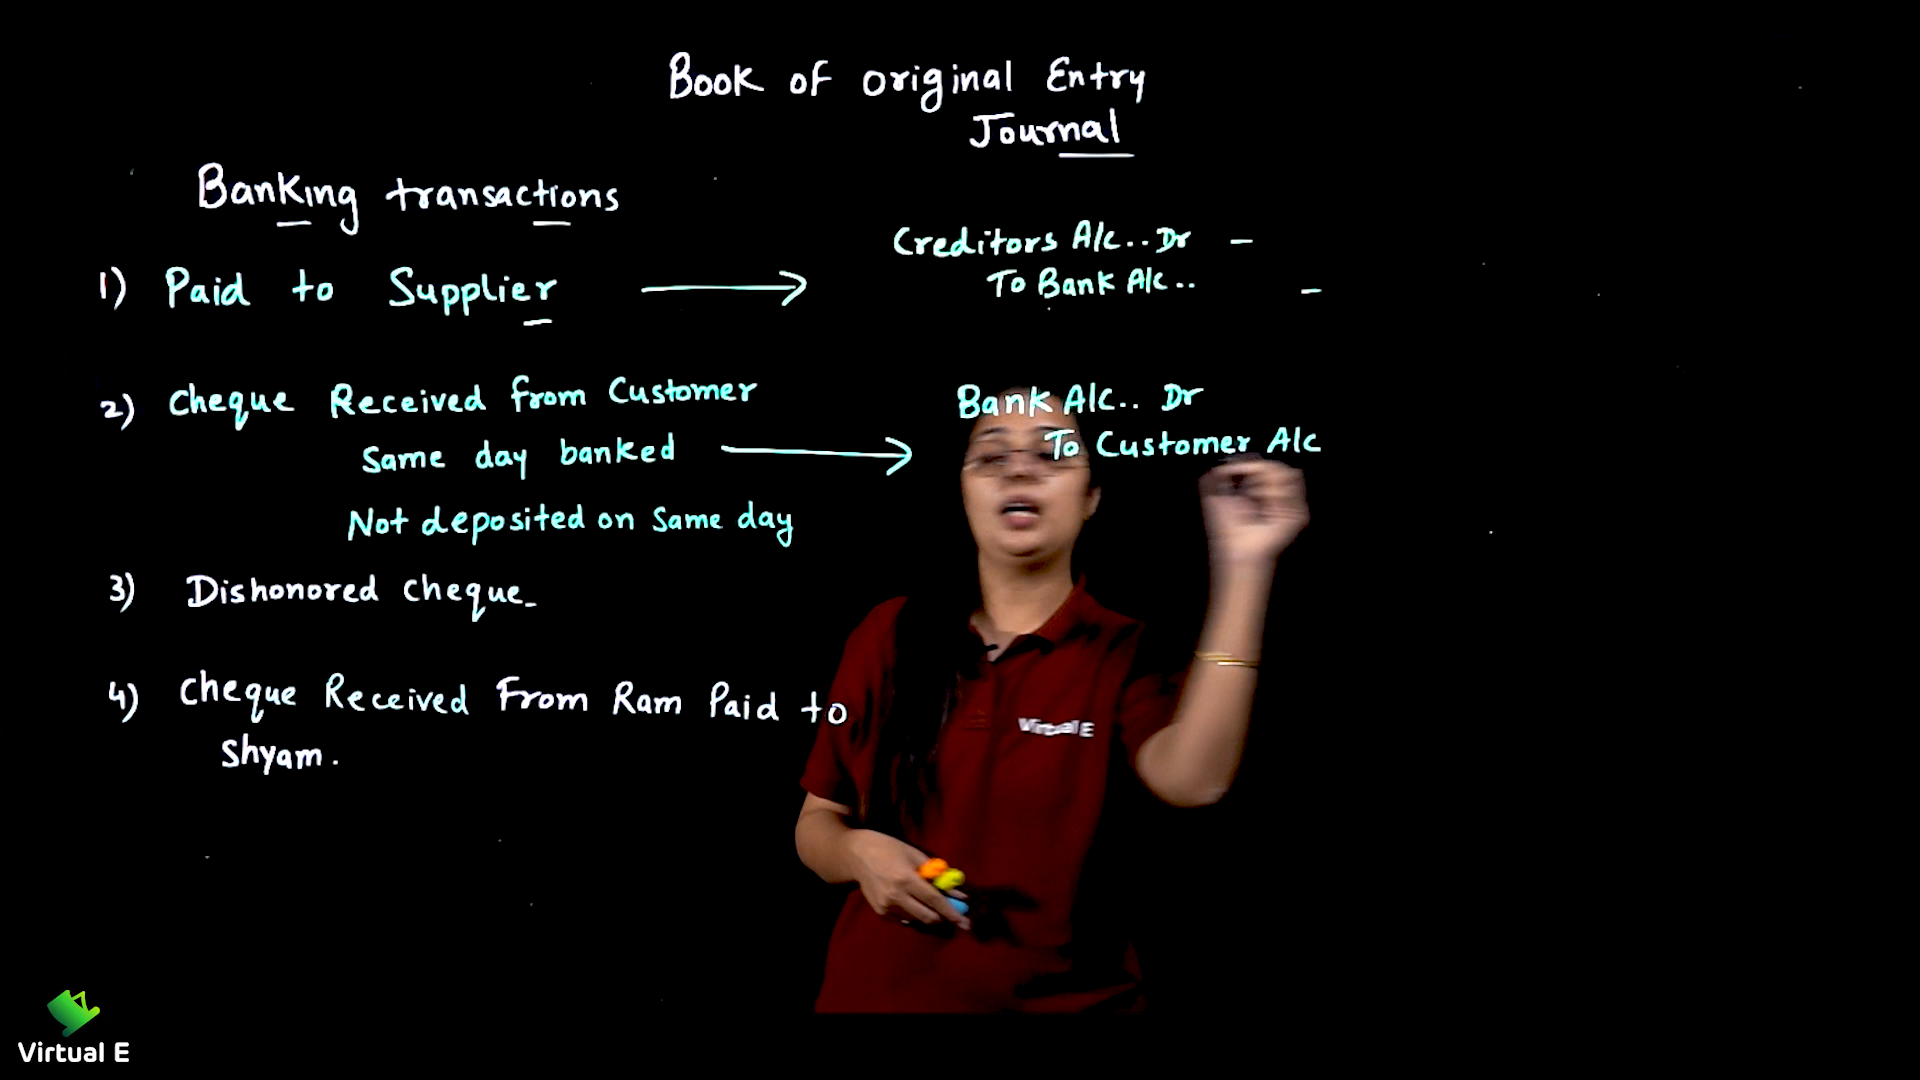 Book of original Entry
Journal
Banking transactions
1) Paid to Supplier
Creditors A/c.. Dr -
To Bank A/c.. -
2) Cheque Received from Customer
Same day banked
Bank A/c.. Dr
To Customer A/c
Not deposited on Same day
3) Dishonored cheque
4) Cheque Received From Ram Paid to
Shyam.
Virtual E
Virtual E